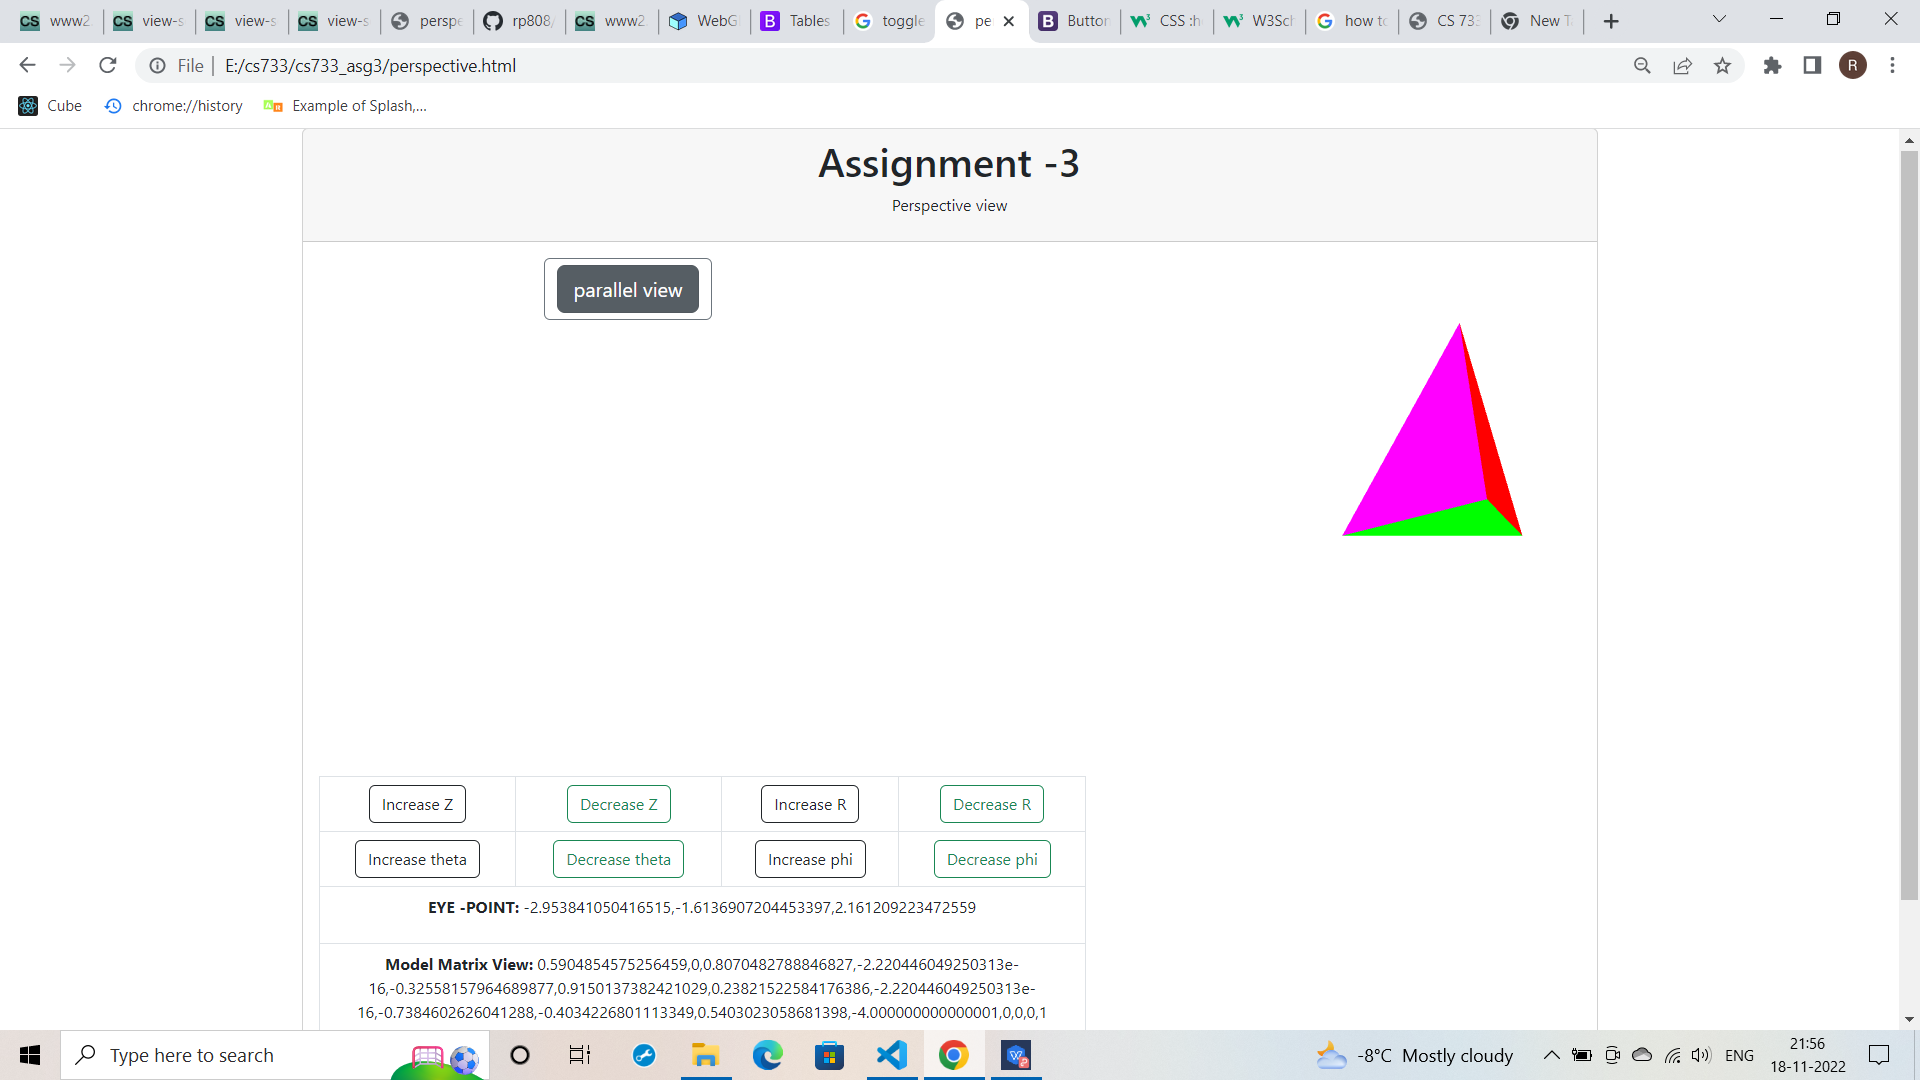 CS www2. CS view-s CS view-s CS view-s perspe rp808/ CS www2. WebG B Tables toggle pe B Button CSS :h W3Sch how to CS 733 New T
File E:/cs733/cs733_asg3/perspective.html R
Cube chrome://history Example of Splash,...
Assignment -3
Perspective view
parallel view
Increase Z Decrease Z Increase R Decrease R
Increase theta Decrease theta Increase phi Decrease phi
EYE -POINT: -2.953841050416515,-1.6136907204453397,2.161209223472559
Model Matrix View: 0.5904854575256459,0,0.8070482788846827,-2.220446049250313e-
16,-0.32558157964689877,0.9150137382421029,0.23821522584176386,-2.220446049250313e-
16,-0.7384602626041288,-0.4034226801113349,0.5403023058681398,-4.000000000000001,0,0,0,1
Type here to search -8°C Mostly cloudy ENG 21:56
18-11-2022